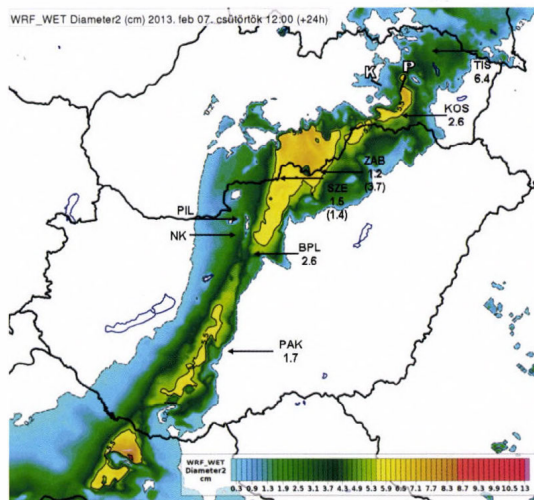 WRF_WET Diameter2 (cm) 2013. feb 07. csütörtök 12:00 (+24h)
K
P
TIS
6.4
KOS
2.6
ZAB
1.2
(3.7)
SZE
1.5
(1.4)
PIL
NK
BPL
2.6
PAK
1.7
WRF_WET
Diameter2
cm
0.3 0.9 1.3 1.9 2.5 3.1 3.7 4.1 4.7 5.3 5.9 6.5 7.1 7.7 8.3 8.7 9.3 9.9 10.5 13